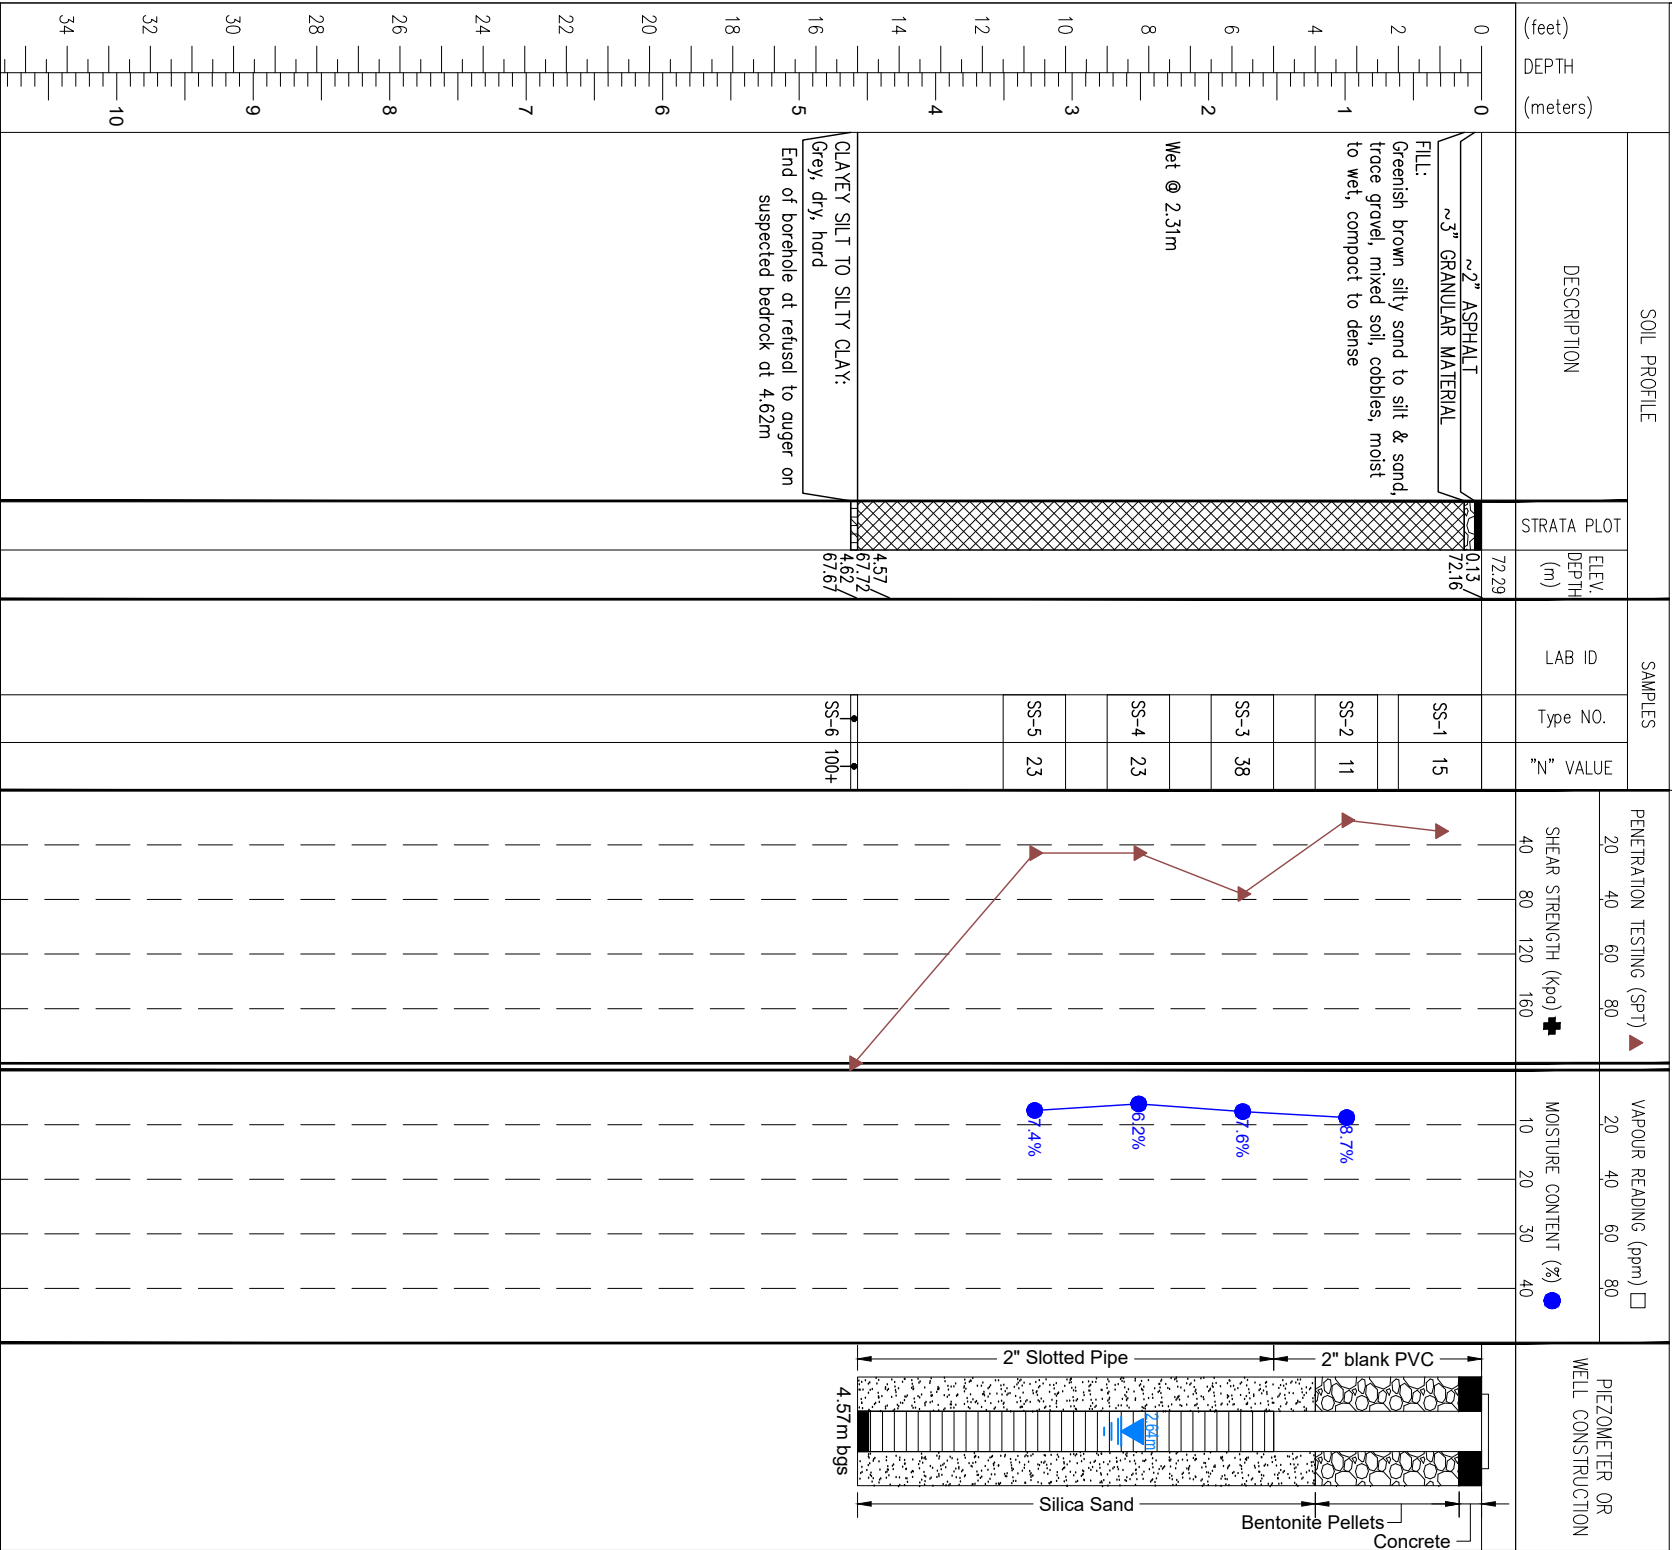 SOIL PROFILE
SAMPLES
PENETRATION TESTING (SPT)
20 40 60 80
SHEAR STRENGTH (Kpa)
40 80 120 160
VAPOUR READING (ppm)
20 40 60 80
MOISTURE CONTENT (%)
10 20 30 40
PIEZOMETER OR
WELL CONSTRUCTION
(feet)
DEPTH
(meters)
DESCRIPTION
STRATA PLOT
ELEV.
DEPTH
(m)
LAB ID
Type NO.
"N" VALUE
0
2
4
6
8
10
12
14
16
18
20
22
24
26
28
30
32
34
0
1
2
3
4
5
6
7
8
9
10
72.29
~2" ASPHALT
~3" GRANULAR MATERIAL
0.13
72.16
FILL:
Greenish brown silty sand to silt & sand,
trace gravel, mixed soil, cobbles, moist
to wet, compact to dense
Wet @ 2.31m
4.57
67.72
4.62
67.67
CLAYEY SILT TO SILTY CLAY:
Grey, dry, hard
End of borehole at refusal to auger on
suspected bedrock at 4.62m
SS-1 15
SS-2 11
SS-3 38
SS-4 23
SS-5 23
SS-6 100+
8.7%
7.6%
6.2%
7.4%
2" blank PVC
2" Slotted Pipe
2.64m
4.57m bgs
Concrete
Bentonite Pellets
Silica Sand